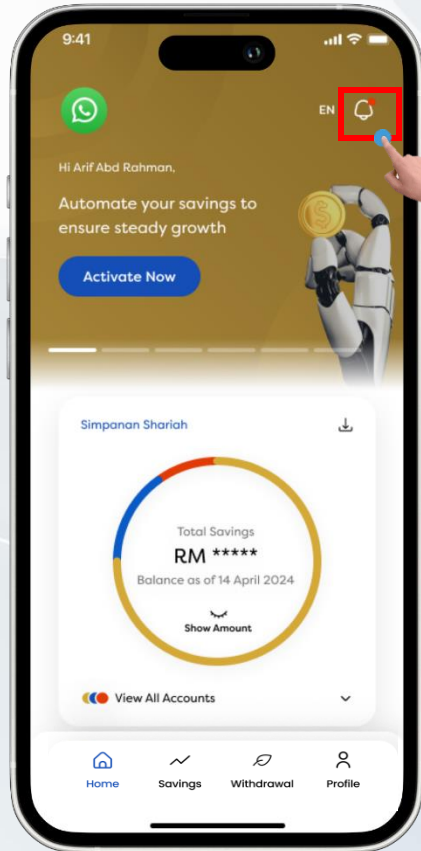 9:41
EN
Hi Arif Abd Rahman,
Automate your savings to
ensure steady growth
Activate Now
Simpanan Shariah
Total Savings
RM *****
Balance as of 14 April 2024
Show Amount
View All Accounts
Home Savings Withdrawal Profile